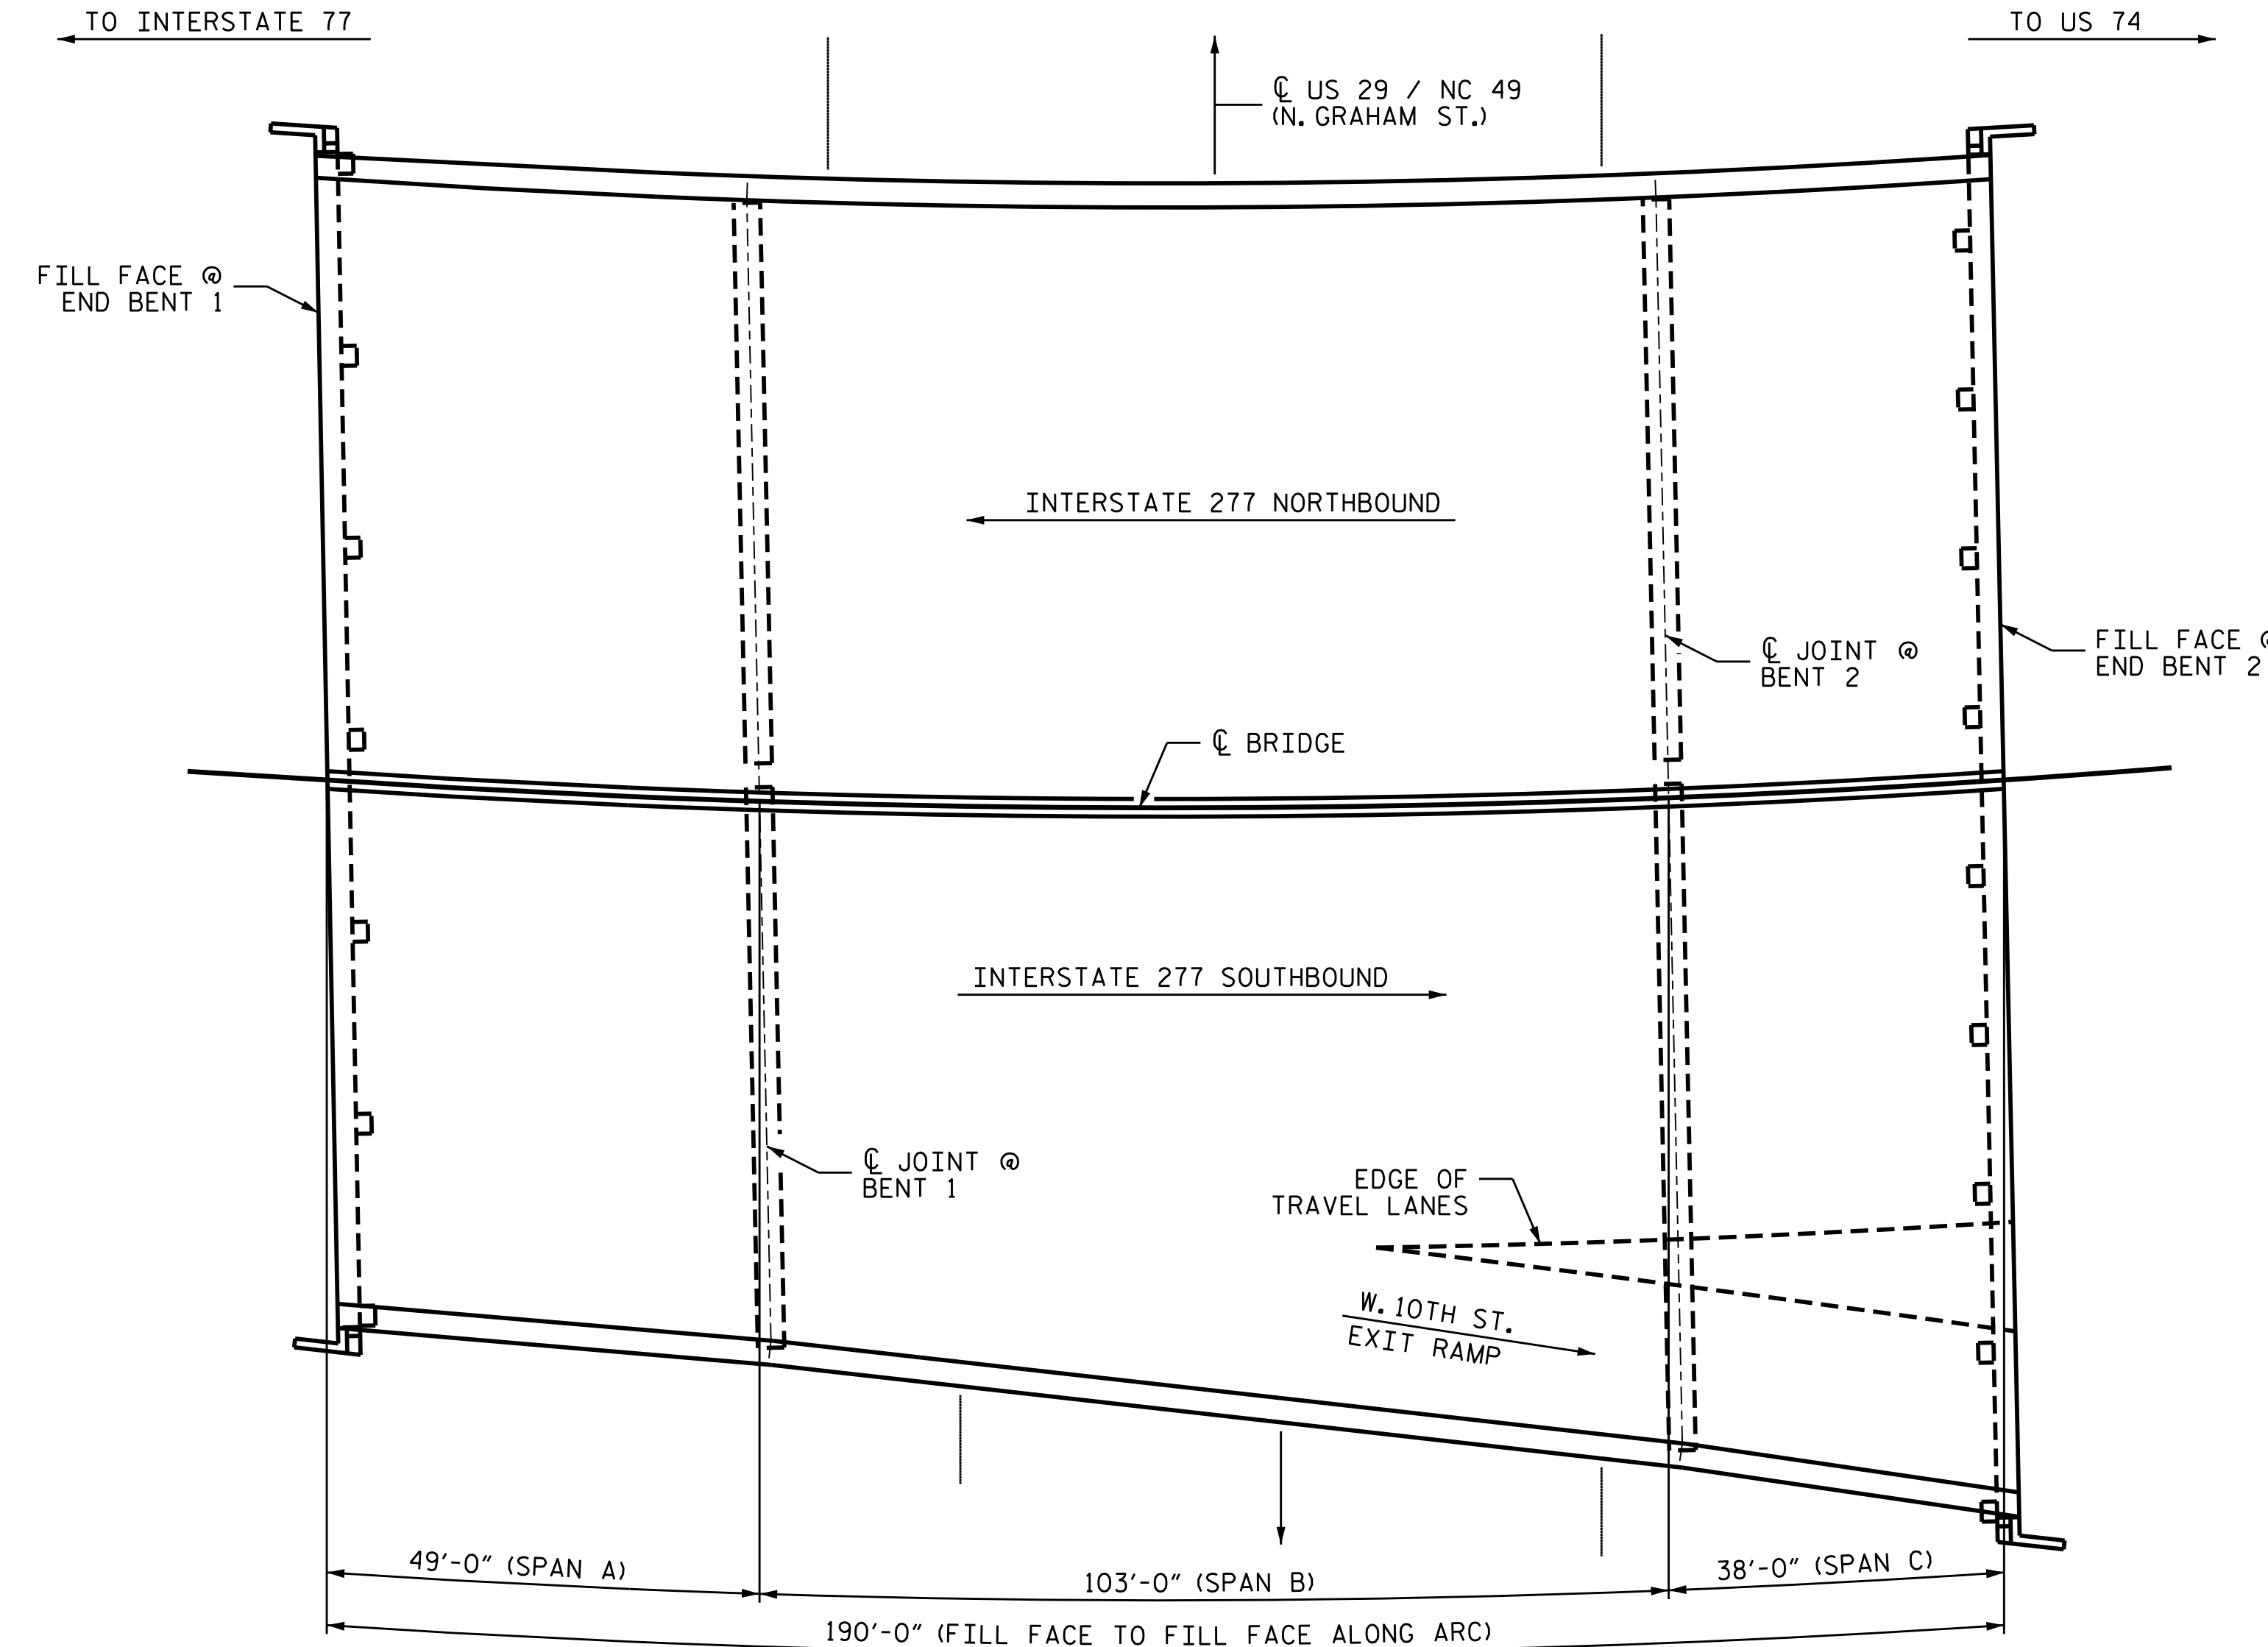 TO INTERSTATE 77
TO US 74
℄ US 29 / NC 49
(N. GRAHAM ST.)
FILL FACE @
END BENT 1
INTERSTATE 277 NORTHBOUND
℄ JOINT @
BENT 2
FILL FACE @
END BENT 2
℄ BRIDGE
INTERSTATE 277 SOUTHBOUND
℄ JOINT @
BENT 1
EDGE OF
TRAVEL LANES
W. 10TH ST.
EXIT RAMP
49'-0" (SPAN A)
103'-0" (SPAN B)
38'-0" (SPAN C)
190'-0" (FILL FACE TO FILL FACE ALONG ARC)